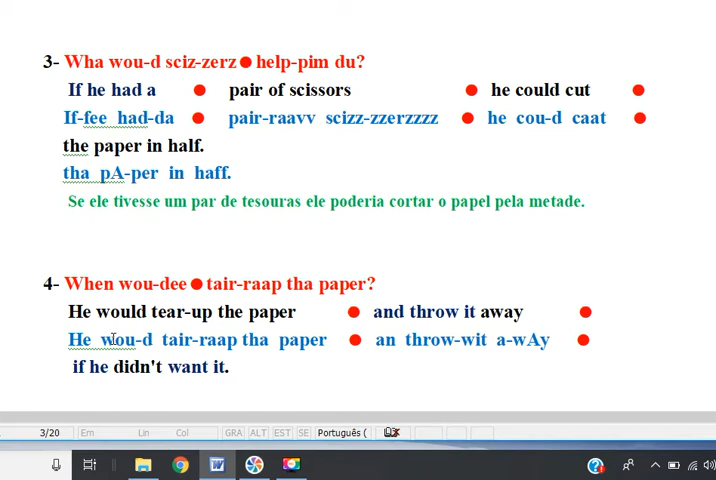 3- Wha wou-d sciz-zerz ● help-pim du?
If he had a ● pair of scissors ● he could cut ●
If-fee had-da ● pair-raavv scizz-zzerzzzz ● he cou-d caat ●
the paper in half.
tha pA-per in haff.
Se ele tivesse um par de tesouras ele poderia cortar o papel pela metade.
4- When wou-dee ● tair-raap tha paper?
He would tear-up the paper ● and throw it away ●
He wou-d tair-raap tha paper ● an throw-wit a-wAy ●
if he didn't want it.
3/20 Em Lin Col GRA ALT EST SE Português (